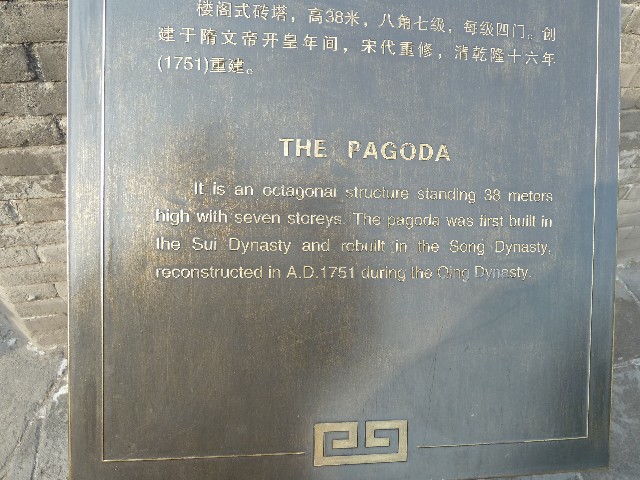 楼阁式砖塔，高38米，八角七级，每级四门。创
建于隋文帝开皇年间，宋代重修，清乾隆十六年
(1751)重建。
THE PAGODA
It is an octagonal structure standing 38 meters
high with seven storeys. The pagoda was first built in
the Sui Dynasty and rebuilt in the Song Dynasty,
reconstructed in A.D.1751 during the Qing Dynasty.